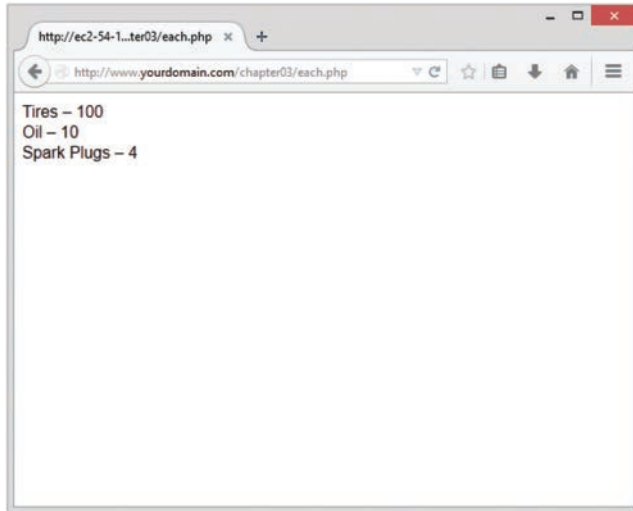 http://ec2-54-1...ter03/each.php
http://www.yourdomain.com/chapter03/each.php
Tires – 100
Oil – 10
Spark Plugs – 4